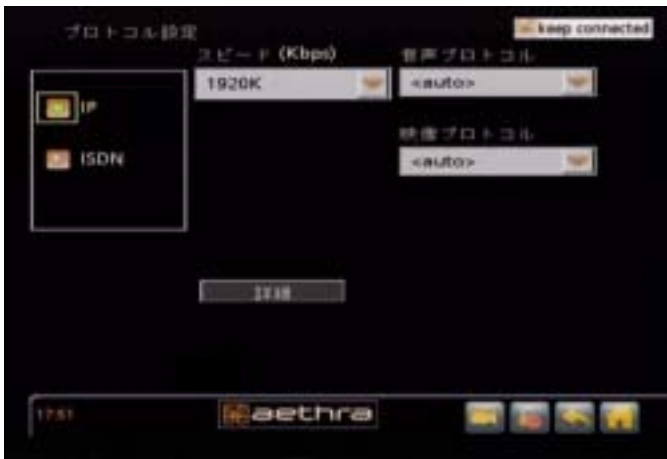 プロトコル設定
keep connected
スピード (Kbps)
音声プロトコル
1920K
<auto>
IP
映像プロトコル
ISDN
<auto>
詳細
17:51
aethra